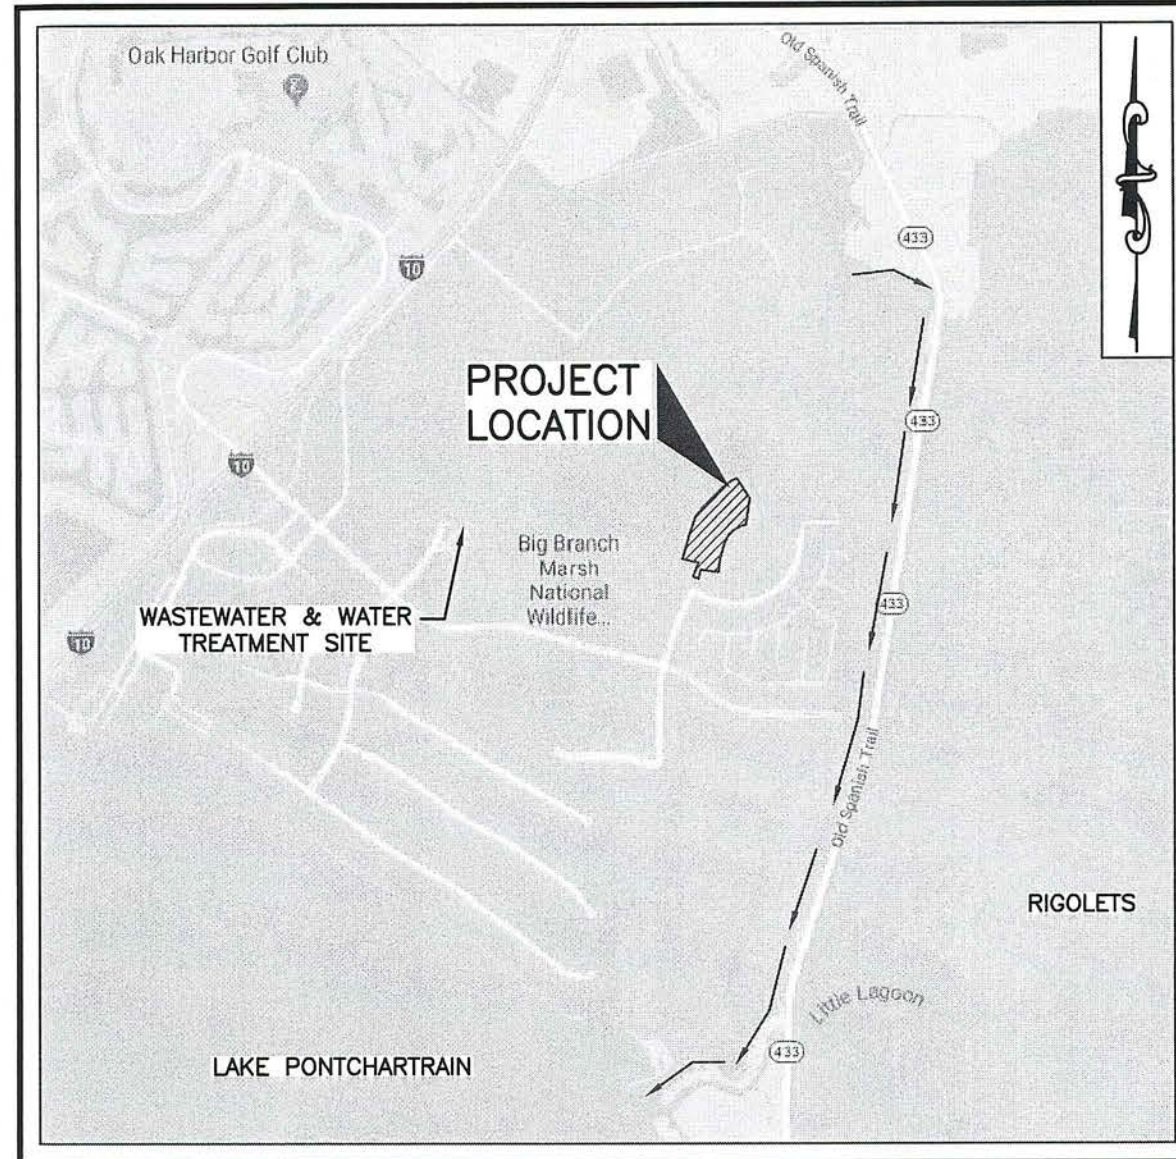 Oak Harbor Golf Club
Old Spanish Trail
433
10
PROJECT
LOCATION
433
10
Big Branch
Marsh
National
Wildlife...
433
WASTEWATER & WATER
TREATMENT SITE
10
Old Spanish Trail
RIGOLETS
Little Lagoon
433
LAKE PONTCHARTRAIN